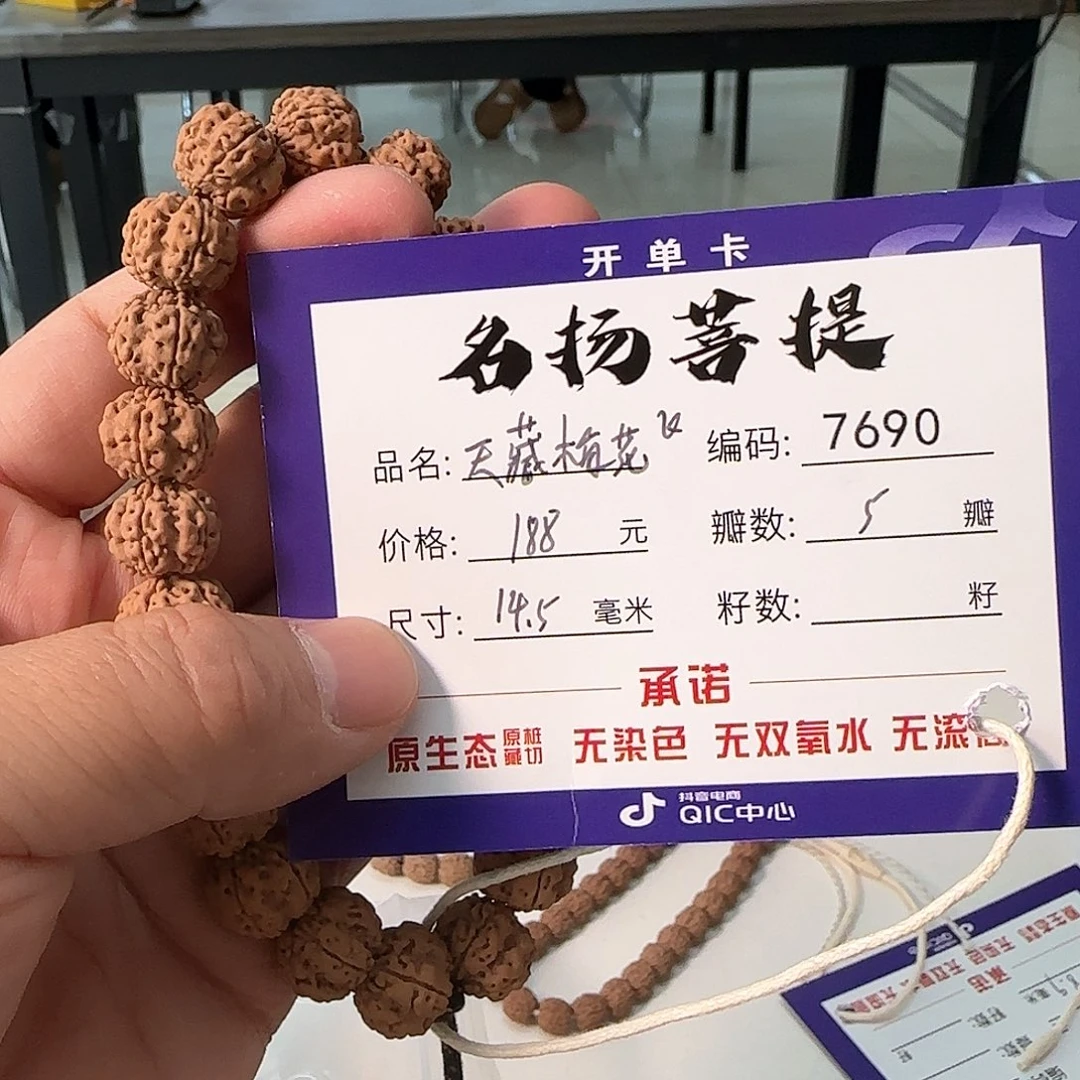 开单卡
名扬菩提
品名: 天藏梅花 编码: 7690
价格: 188 元 瓣数: 5 瓣
尺寸: 14.5 毫米 籽数: 籽
承诺
原生态 原桩藏切 无染色 无双氧水 无滚
抖音电商
QIC中心